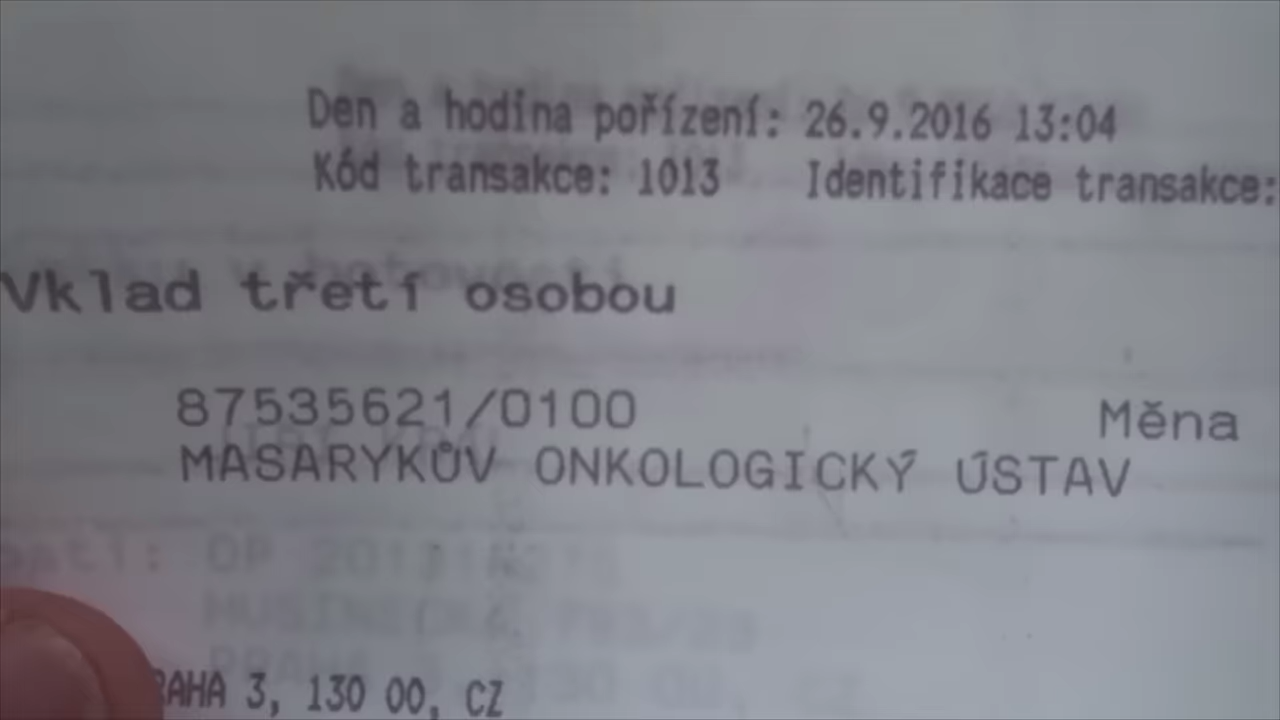 Den a hodina pořízení: 26.9.2016 13:04
Kód transakce: 1013 Identifikace transakce:
Vklad třetí osobou
87535621/0100 Měna
MASARYKŮV ONKOLOGICKÝ ÚSTAV
RAHA 3, 130 00, CZ